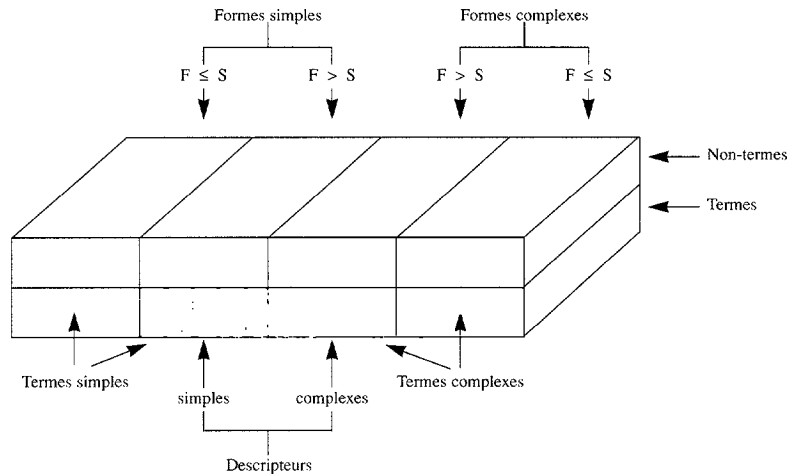 Formes simples
Formes complexes
F ≤ S
F > S
F > S
F ≤ S
Non-termes
Termes
Termes simples
Termes complexes
simples
complexes
Descripteurs